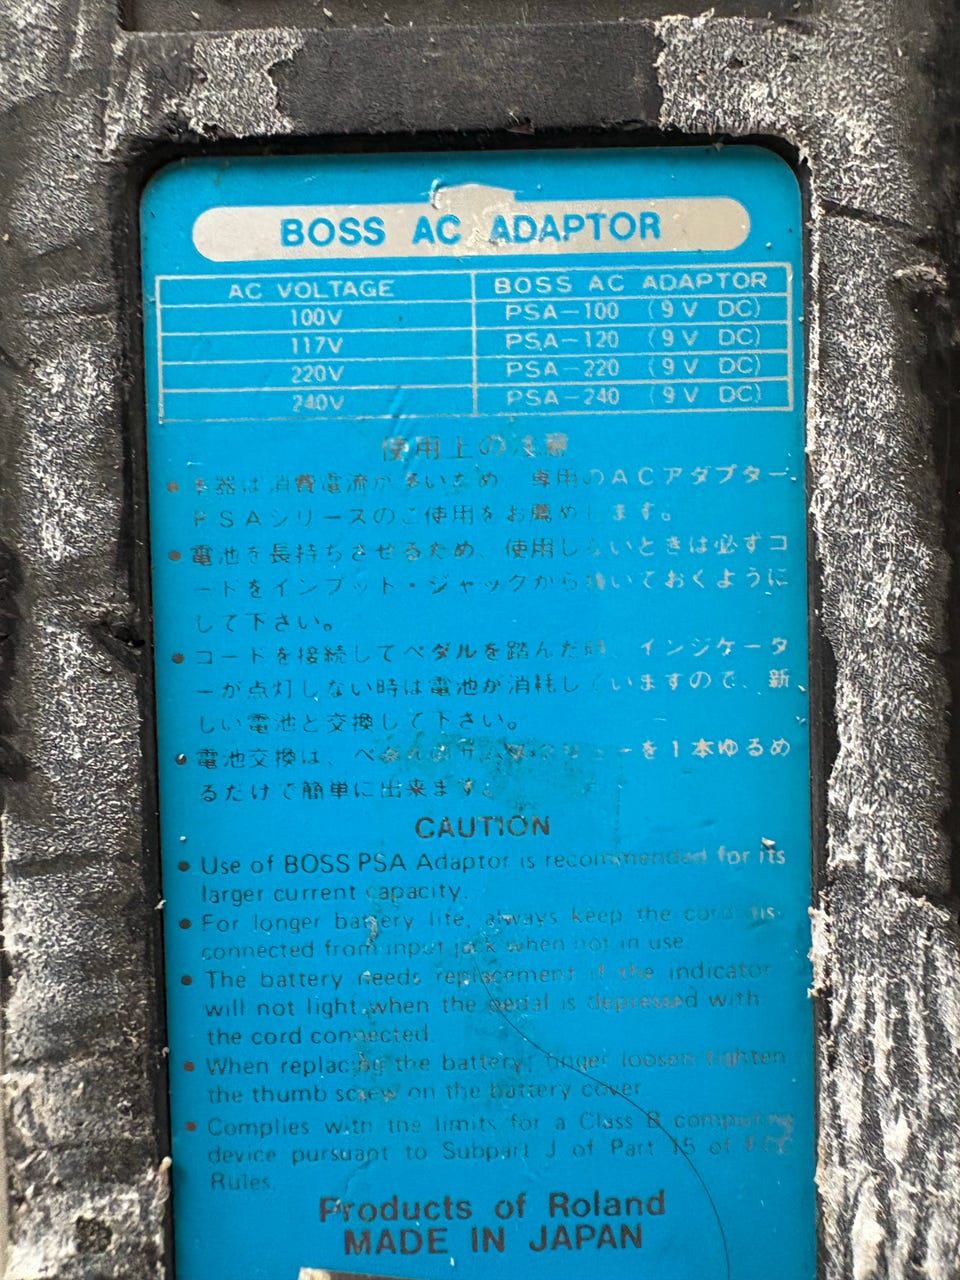 BOSS AC ADAPTOR
AC VOLTAGE BOSS AC ADAPTOR
100V PSA-100 (9V DC)
117V PSA-120 (9V DC)
220V PSA-220 (9V DC)
240V PSA-240 (9V DC)
使用上の注意
● 本器は消費電流が多いため、専用のACアダプター
PSAシリーズのご使用をお薦めします。
● 電池を長持ちさせるため、使用しないときは必ずコ
ードをインプット・ジャックから抜いておくように
して下さい。
● コードを接続してペダルを踏んだ時、インジケータ
ーが点灯しない時は電池が消耗していますので、新
しい電池と交換して下さい。
● 電池交換は、ペダル ーを1本ゆるめ
るだけで簡単に出来ます。
CAUTION
● Use of BOSS PSA Adaptor is recommended for its
larger current capacity.
● For longer battery life, always keep the cord dis-
connected from input jack when not in use.
● The battery needs replacement if the indicator
will not light when the pedal is depressed with
the cord connected.
● When replacing the battery, finger loosen tighten
the thumb screw on the battery cover.
● Complies with the limits for a Class B computing
device pursuant to Subpart J of Part 15 of FCC
Rules.
Products of Roland
MADE IN JAPAN